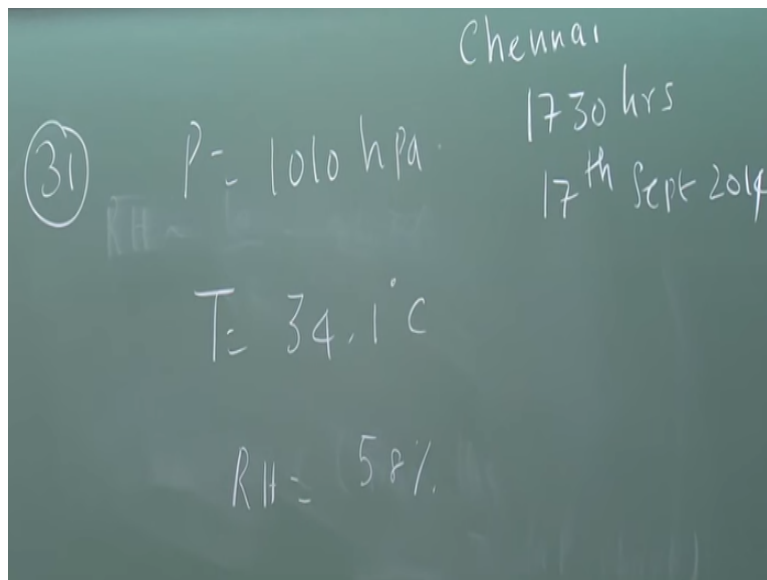 Chennai
1730 hrs
17th Sept 2014
31
P= 1010 hpa.
T= 34.1°C
RH= 58%